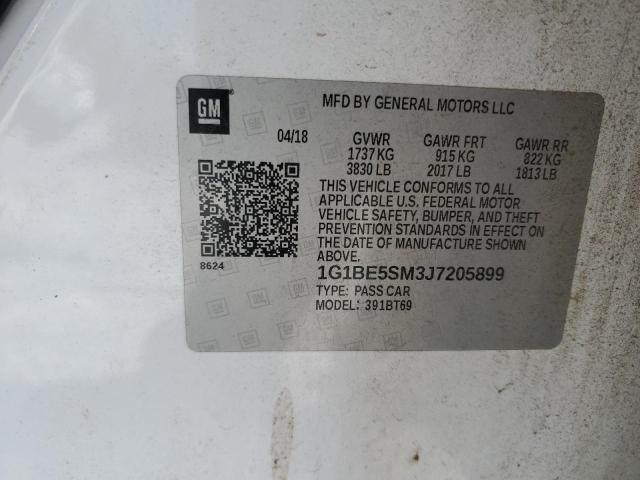 GM
MFD BY GENERAL MOTORS LLC
04/18 GVWR GAWR FRT GAWR RR
1737 KG 915 KG 822 KG
3830 LB 2017 LB 1813 LB
THIS VEHICLE CONFORMS TO ALL
APPLICABLE U.S. FEDERAL MOTOR
VEHICLE SAFETY, BUMPER, AND THEFT
PREVENTION STANDARDS IN EFFECT ON
THE DATE OF MANUFACTURE SHOWN
ABOVE.
8624
1G1BE5SM3J7205899
TYPE: PASS CAR
MODEL: 391BT69